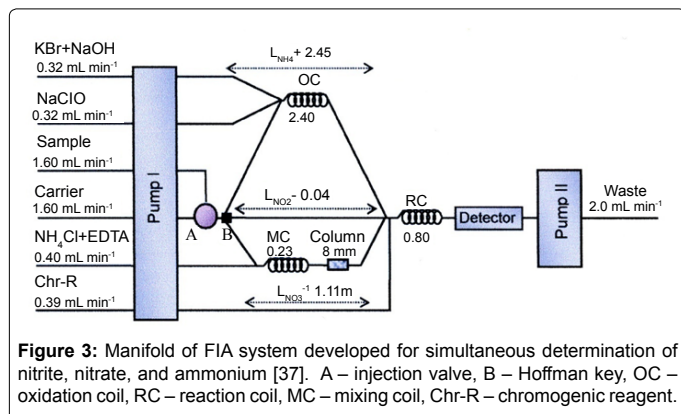 KBr+NaOH
0.32 mL min⁻¹
NaClO
0.32 mL min⁻¹
Sample
1.60 mL min⁻¹
Carrier
1.60 mL min⁻¹
NH₄Cl+EDTA
0.40 mL min⁻¹
Chr-R
0.39 mL min⁻¹
Pump I
A
B
L_NH4 + 2.45
OC
2.40
L_NO2 - 0.04
MC
0.23
Column
8 mm
L_NO3⁻¹ 1.11m
RC
0.80
Detector
Pump II
Waste
2.0 mL min⁻¹
Figure 3: Manifold of FIA system developed for simultaneous determination of
nitrite, nitrate, and ammonium [37]. A – injection valve, B – Hoffman key, OC –
oxidation coil, RC – reaction coil, MC – mixing coil, Chr-R – chromogenic reagent.